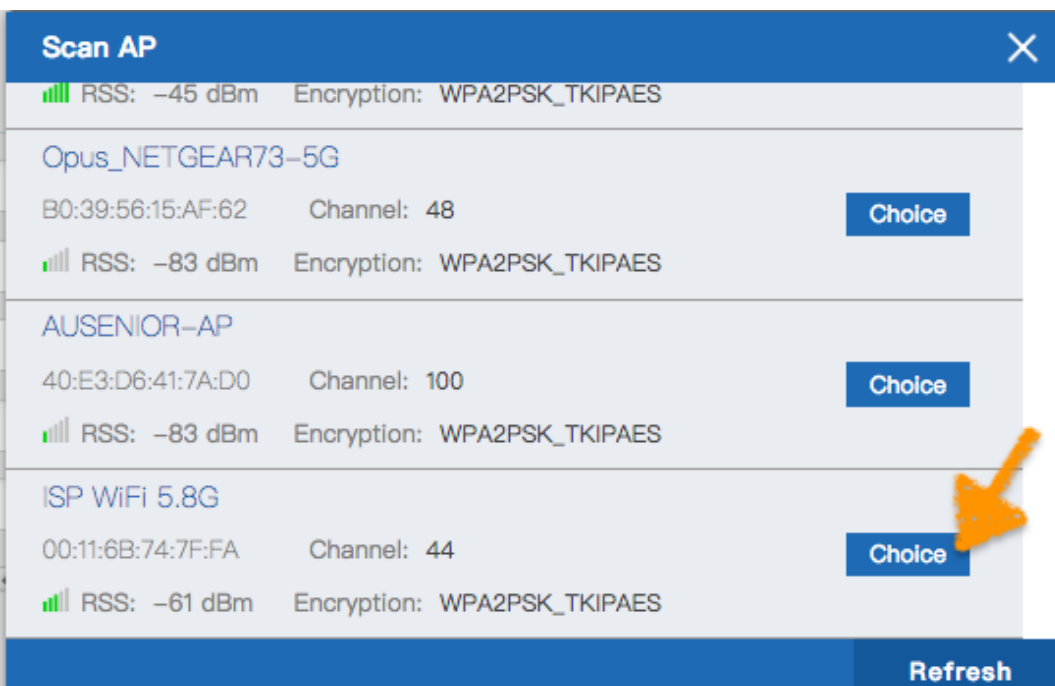 Scan AP
RSS: -45 dBm Encryption: WPA2PSK_TKIPAES
Opus_NETGEAR73-5G
B0:39:56:15:AF:62 Channel: 48 Choice
RSS: -83 dBm Encryption: WPA2PSK_TKIPAES
AUSENIOR-AP
40:E3:D6:41:7A:D0 Channel: 100 Choice
RSS: -83 dBm Encryption: WPA2PSK_TKIPAES
ISP WiFi 5.8G
00:11:6B:74:7F:FA Channel: 44 Choice
RSS: -61 dBm Encryption: WPA2PSK_TKIPAES
Refresh